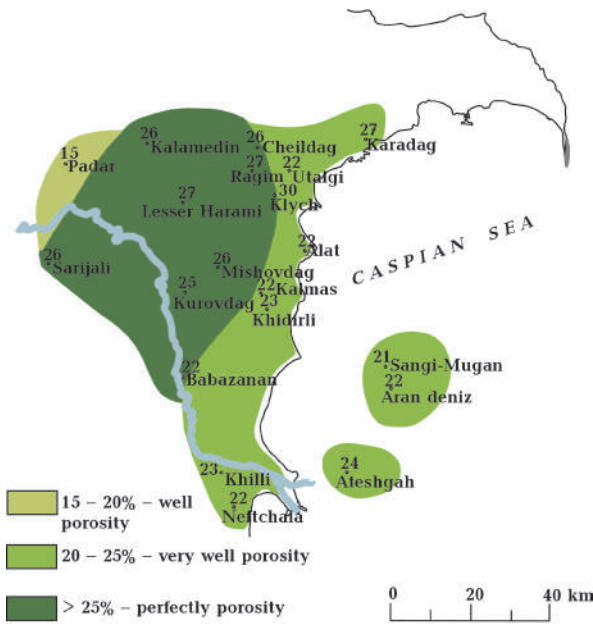 27
Karadag
26
Kalamedin
26
Cheildag
15
Padar
27
Ragim
22
Utalgi
30
Klych
27
Lesser Harami
22
Alat
CASPIAN SEA
26
Sarijali
26
Mishovdag
25
Kurovdag
22
Kalmas
23
Khidirli
22
Babazanan
21
Sangi-Mugan
22
Aran deniz
24
Ateshgah
23
Khilli
22
Neftchala
15 – 20% – well
porosity
20 – 25% – very well porosity
> 25% – perfectly porosity
0 20 40 km